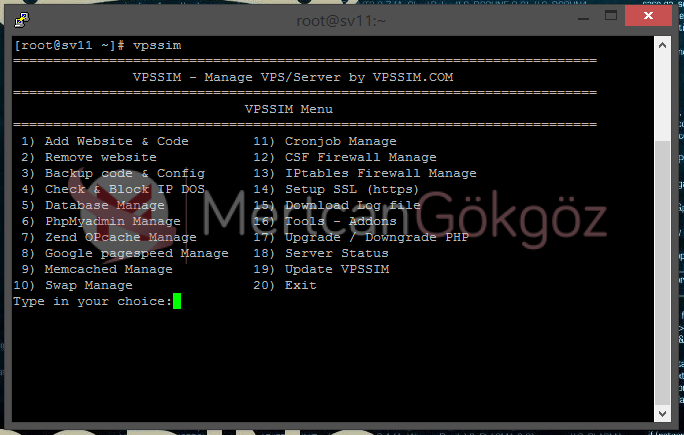 root@sv11:~
[root@sv11 ~]# vpssim
VPSSIM - Manage VPS/Server by VPSSIM.COM
VPSSIM Menu
1) Add Website & Code 11) Cronjob Manage
2) Remove website 12) CSF Firewall Manage
3) Backup code & Config 13) IPtables Firewall Manage
4) Check & Block IP DOS 14) Setup SSL (https)
5) Database Manage 15) Download Log file
6) PhpMyadmin Manage 16) Tools - Addons
7) Zend OPcache Manage 17) Upgrade / Downgrade PHP
8) Google pagespeed Manage 18) Server Status
9) Memcached Manage 19) Update VPSSIM
10) Swap Manage 20) Exit
Type in your choice:
MertcanGökgöz